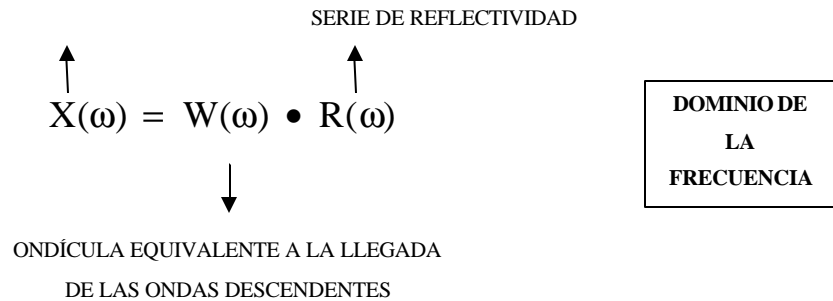 SERIE DE REFLECTIVIDAD
X(ω) = W(ω) • R(ω)
DOMINIO DE
LA
FRECUENCIA
ONDÍCULA EQUIVALENTE A LA LLEGADA
DE LAS ONDAS DESCENDENTES